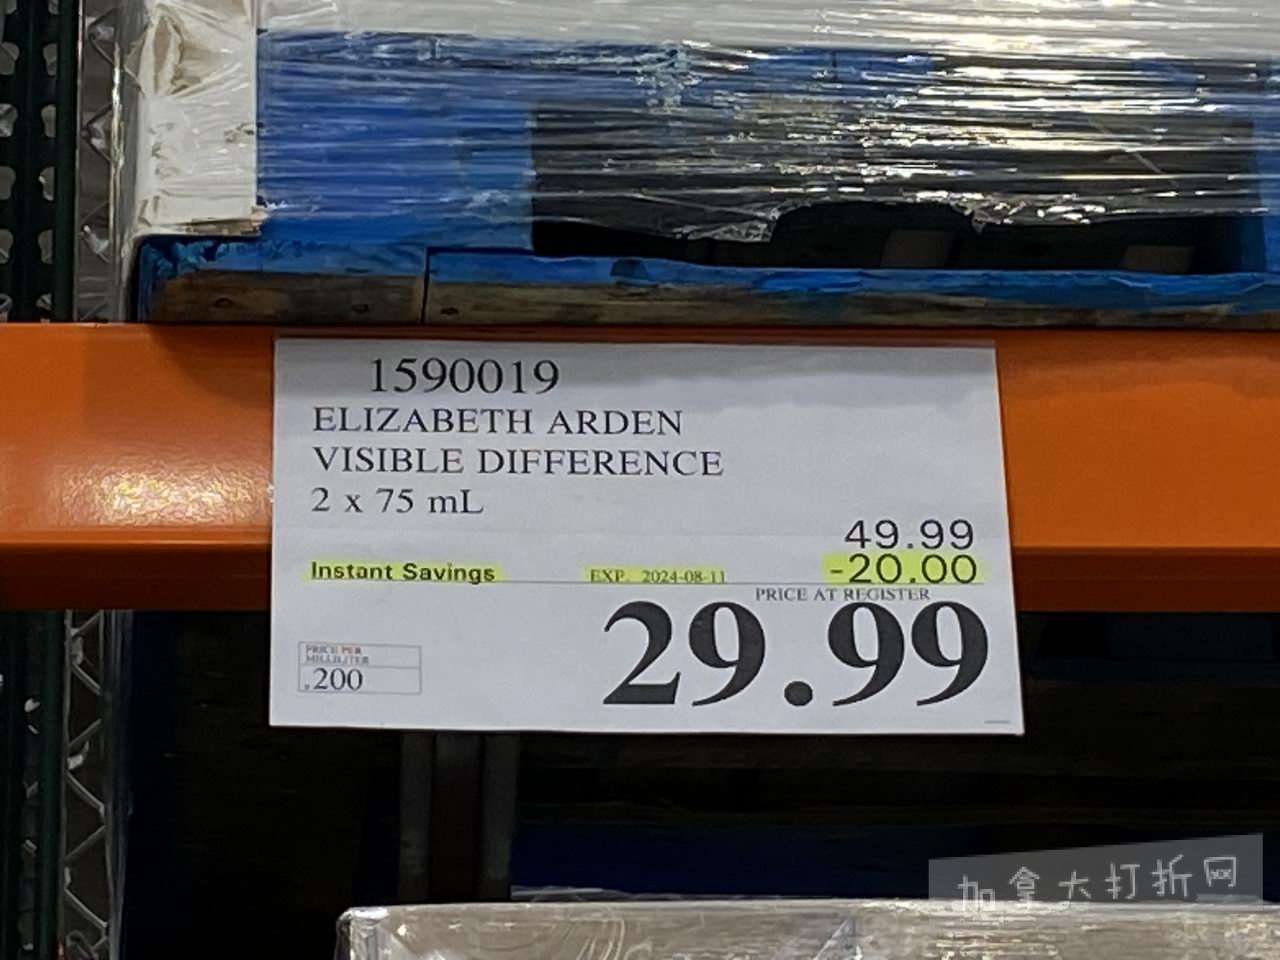 1590019
ELIZABETH ARDEN
VISIBLE DIFFERENCE
2 x 75 mL
49.99
Instant Savings EXP. 2024-08-11 -20.00
PRICE AT REGISTER
29.99
PRICE PER
MILLILITER
.200
加拿大打折网